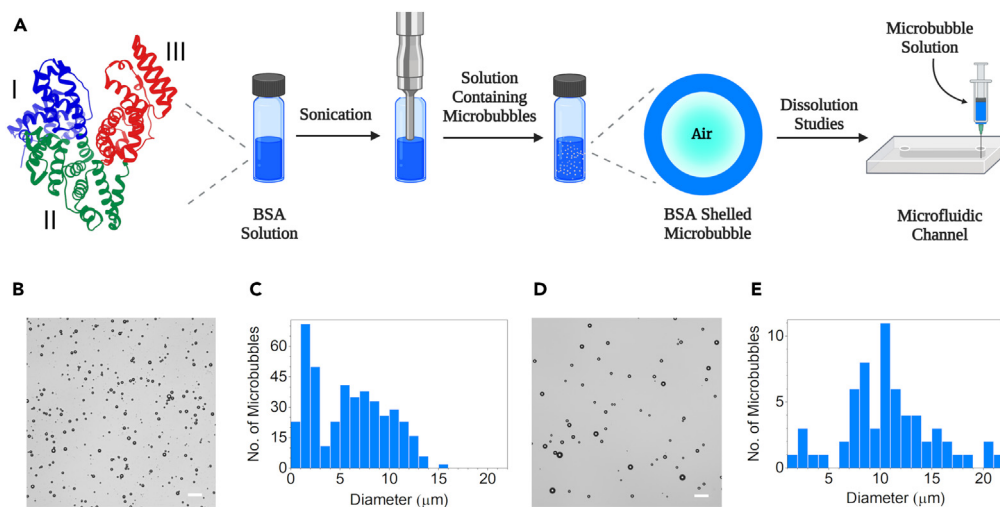 A
I
II
III
Sonication
BSA
Solution
Solution
Containing
Microbubbles
Air
BSA Shelled
Microbubble
Dissolution
Studies
Microbubble
Solution
Microfluidic
Channel
B
C
No. of Microbubbles
60
45
30
15
0
0
5
10
15
20
Diameter (μm)
D
E
No. of Microbubbles
10
5
0
5
10
15
20
Diameter (μm)